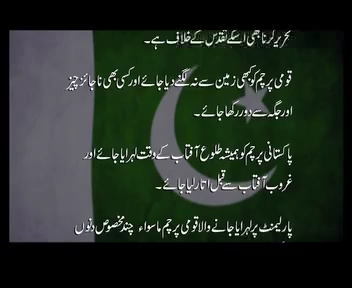 تحریر کرنا بھی اسکے تقدس کے خلاف ہے۔
قومی پرچم کو کبھی زمین سے نہ لگنے دیا جائے اور کسی بھی ناجائز چیز
اور جگہ سے دور رکھا جائے۔
پاکستانی پرچم کو ہمیشہ طلوع آفتاب کے وقت لہرایا جائے اور
غروب آفتاب سے قبل اتار لیا جائے۔
پارلیمنٹ پر لہرایا جانے والا قومی پرچم ماسواء چند مخصوص دنوں